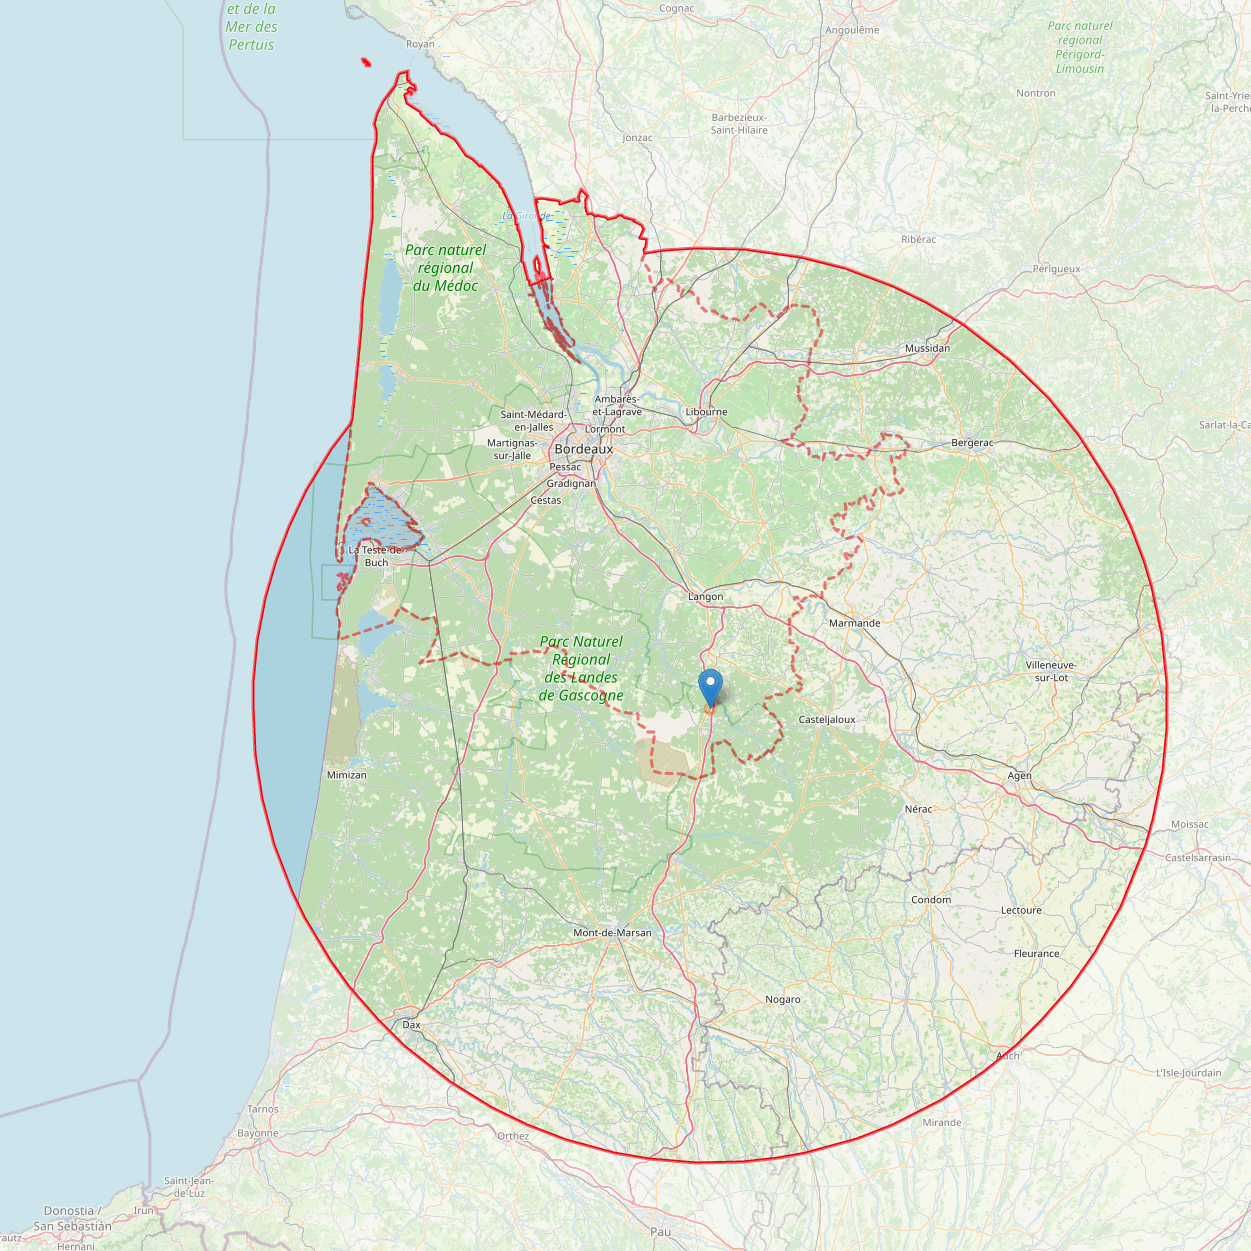 et de la
Mer des
Pertuis
Cognac
Royan
Angoulême
Parc naturel
régional
Périgord-
Limousin
Nontron
Saint-Yrie
la-Perche
Barbezieux-
Saint-Hilaire
Jonzac
La Gironde
Ribérac
Périgueux
Parc naturel
régional
du Médoc
Mussidan
Ambarès-
et-Lagrave
Libourne
Saint-Médard-
en-Jalles
Lormont
Sarlat-la-Ca
Martignas-
sur-Jalle
Bordeaux
Bergerac
Pessac
Gradignan
Cestas
La Teste-de-
Buch
Langon
Marmande
Parc Naturel
Régional
des Landes
de Gascogne
Villeneuve-
sur-Lot
Casteljaloux
Mimizan
Agen
Nérac
Moissac
Castelsarrasin
Condom
Lectoure
Mont-de-Marsan
Fleurance
Nogaro
Dax
Auch
L'Isle-Jourdain
Tarnos
Bayonne
Orthez
Mirande
Saint-Jean-
de-Luz
Donostia /
San Sebastián
Irun
Pau
rautz
Hernani